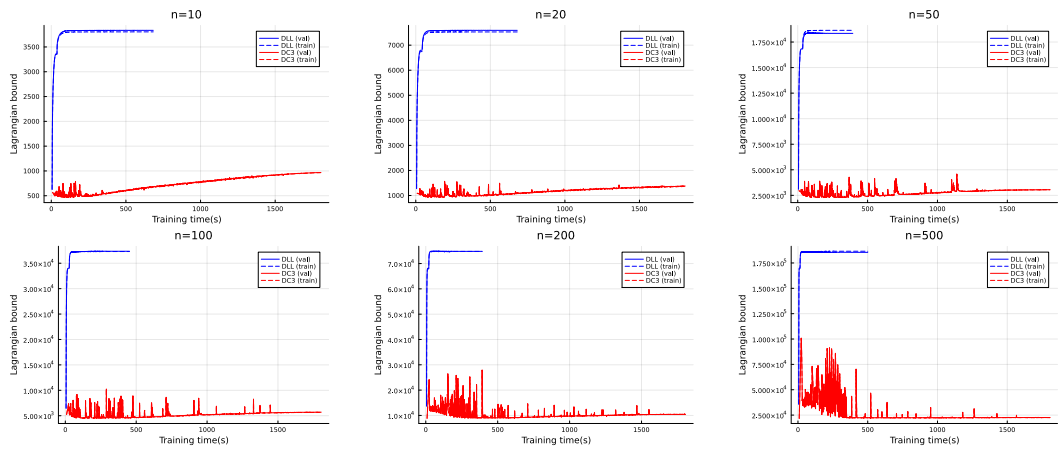 n=10
Lagrangian bound
3500
3000
2500
2000
1500
1000
500
DLL (val)
DLL (train)
DC3 (val)
DC3 (train)
0
500
1000
1500
Training time(s)
n=20
Lagrangian bound
7000
6000
5000
4000
3000
2000
1000
DLL (val)
DLL (train)
DC3 (val)
DC3 (train)
0
500
1000
1500
Training time(s)
n=50
Lagrangian bound
1.750×10⁴
1.500×10⁴
1.250×10⁴
1.000×10⁴
7.500×10³
5.000×10³
2.500×10³
DLL (val)
DLL (train)
DC3 (val)
DC3 (train)
0
500
1000
1500
Training time(s)
n=100
Lagrangian bound
3.50×10⁴
3.00×10⁴
2.50×10⁴
2.00×10⁴
1.50×10⁴
1.00×10⁴
5.00×10³
DLL (val)
DLL (train)
DC3 (val)
DC3 (train)
0
500
1000
1500
Training time(s)
n=200
Lagrangian bound
7.0×10⁴
6.0×10⁴
5.0×10⁴
4.0×10⁴
3.0×10⁴
2.0×10⁴
1.0×10⁴
DLL (val)
DLL (train)
DC3 (val)
DC3 (train)
0
500
1000
1500
Training time(s)
n=500
Lagrangian bound
1.750×10⁵
1.500×10⁵
1.250×10⁵
1.000×10⁵
7.500×10⁴
5.000×10⁴
2.500×10⁴
DLL (val)
DLL (train)
DC3 (val)
DC3 (train)
0
500
1000
1500
Training time(s)